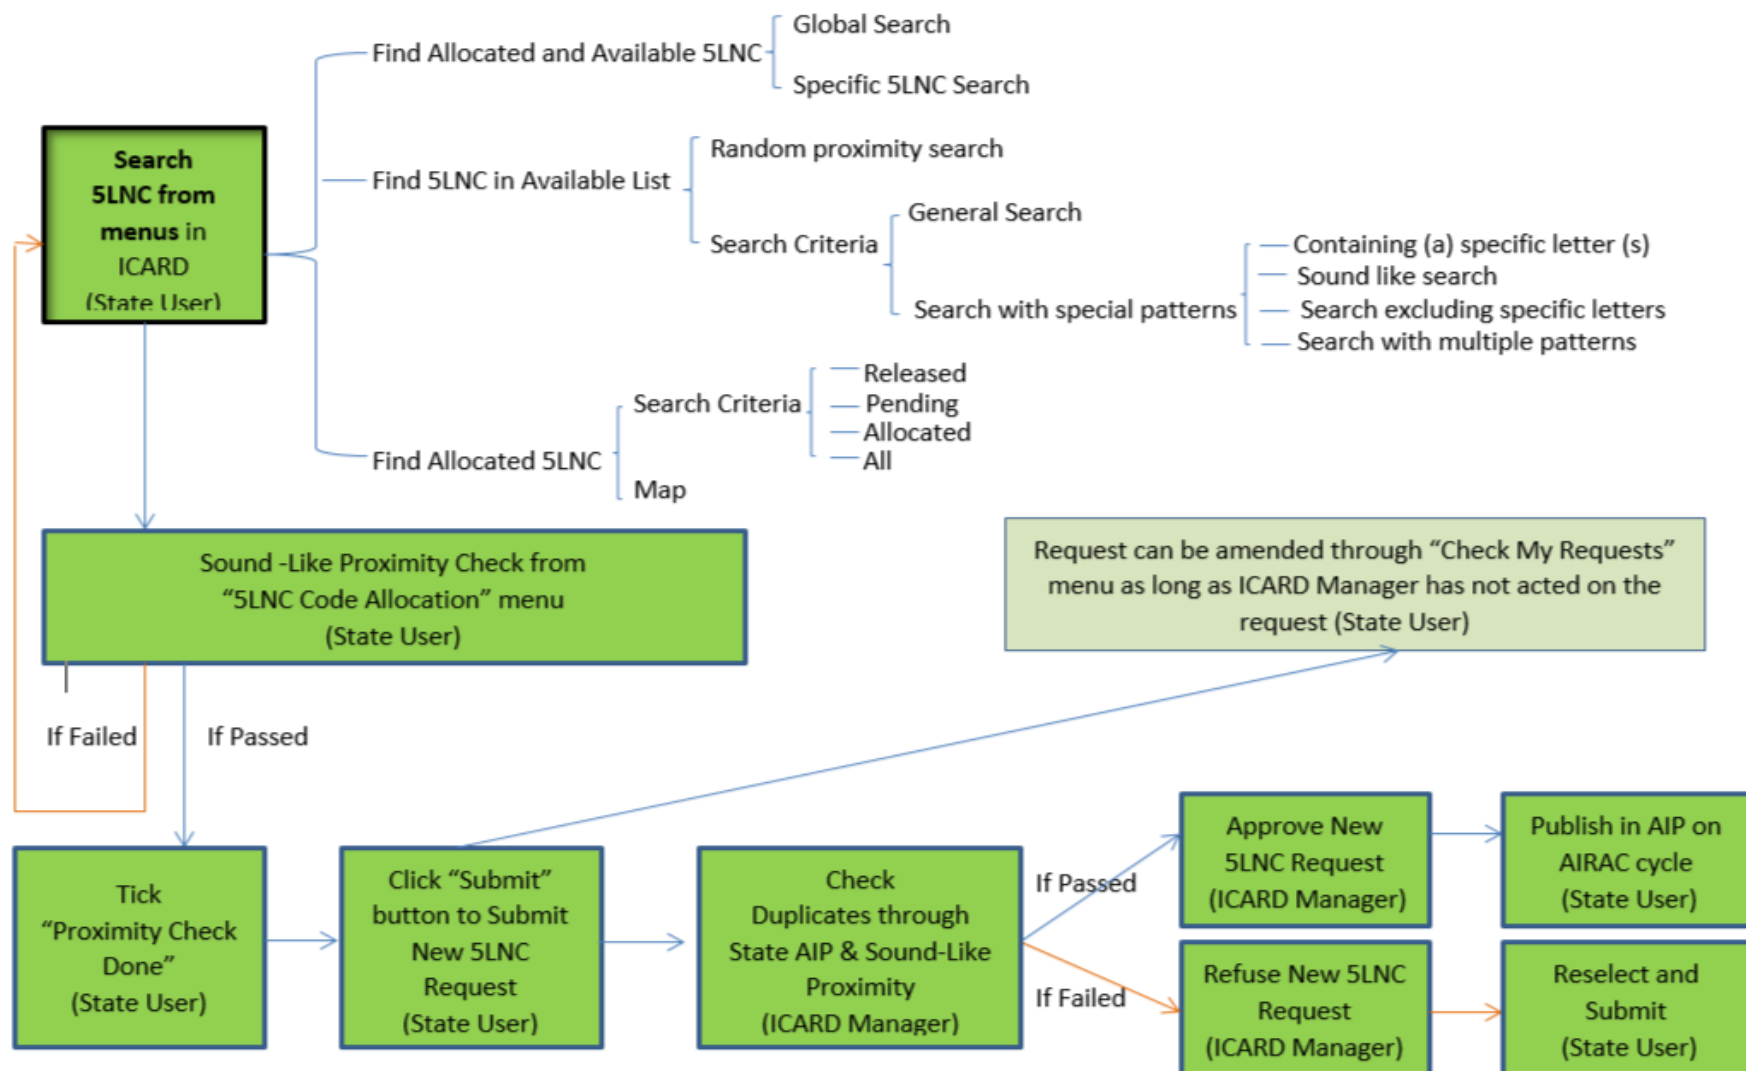 Global Search
Find Allocated and Available 5LNC
Specific 5LNC Search
Search
5LNC from
menus in
ICARD
(State User)
Random proximity search
Find 5LNC in Available List
General Search
Search Criteria
Containing (a) specific letter (s)
Sound like search
Search with special patterns
Search excluding specific letters
Search with multiple patterns
Released
Search Criteria
Pending
Allocated
Find Allocated 5LNC
All
Map
Sound -Like Proximity Check from
“5LNC Code Allocation” menu
(State User)
Request can be amended through “Check My Requests”
menu as long as ICARD Manager has not acted on the
request (State User)
If Failed
If Passed
Tick
“Proximity Check
Done”
(State User)
Click “Submit”
button to Submit
New 5LNC
Request
(State User)
Check
Duplicates through
State AIP & Sound-Like
Proximity
(ICARD Manager)
If Passed
If Failed
Approve New
5LNC Request
(ICARD Manager)
Publish in AIP on
AIRAC cycle
(State User)
Refuse New 5LNC
Request
(ICARD Manager)
Reselect and
Submit
(State User)